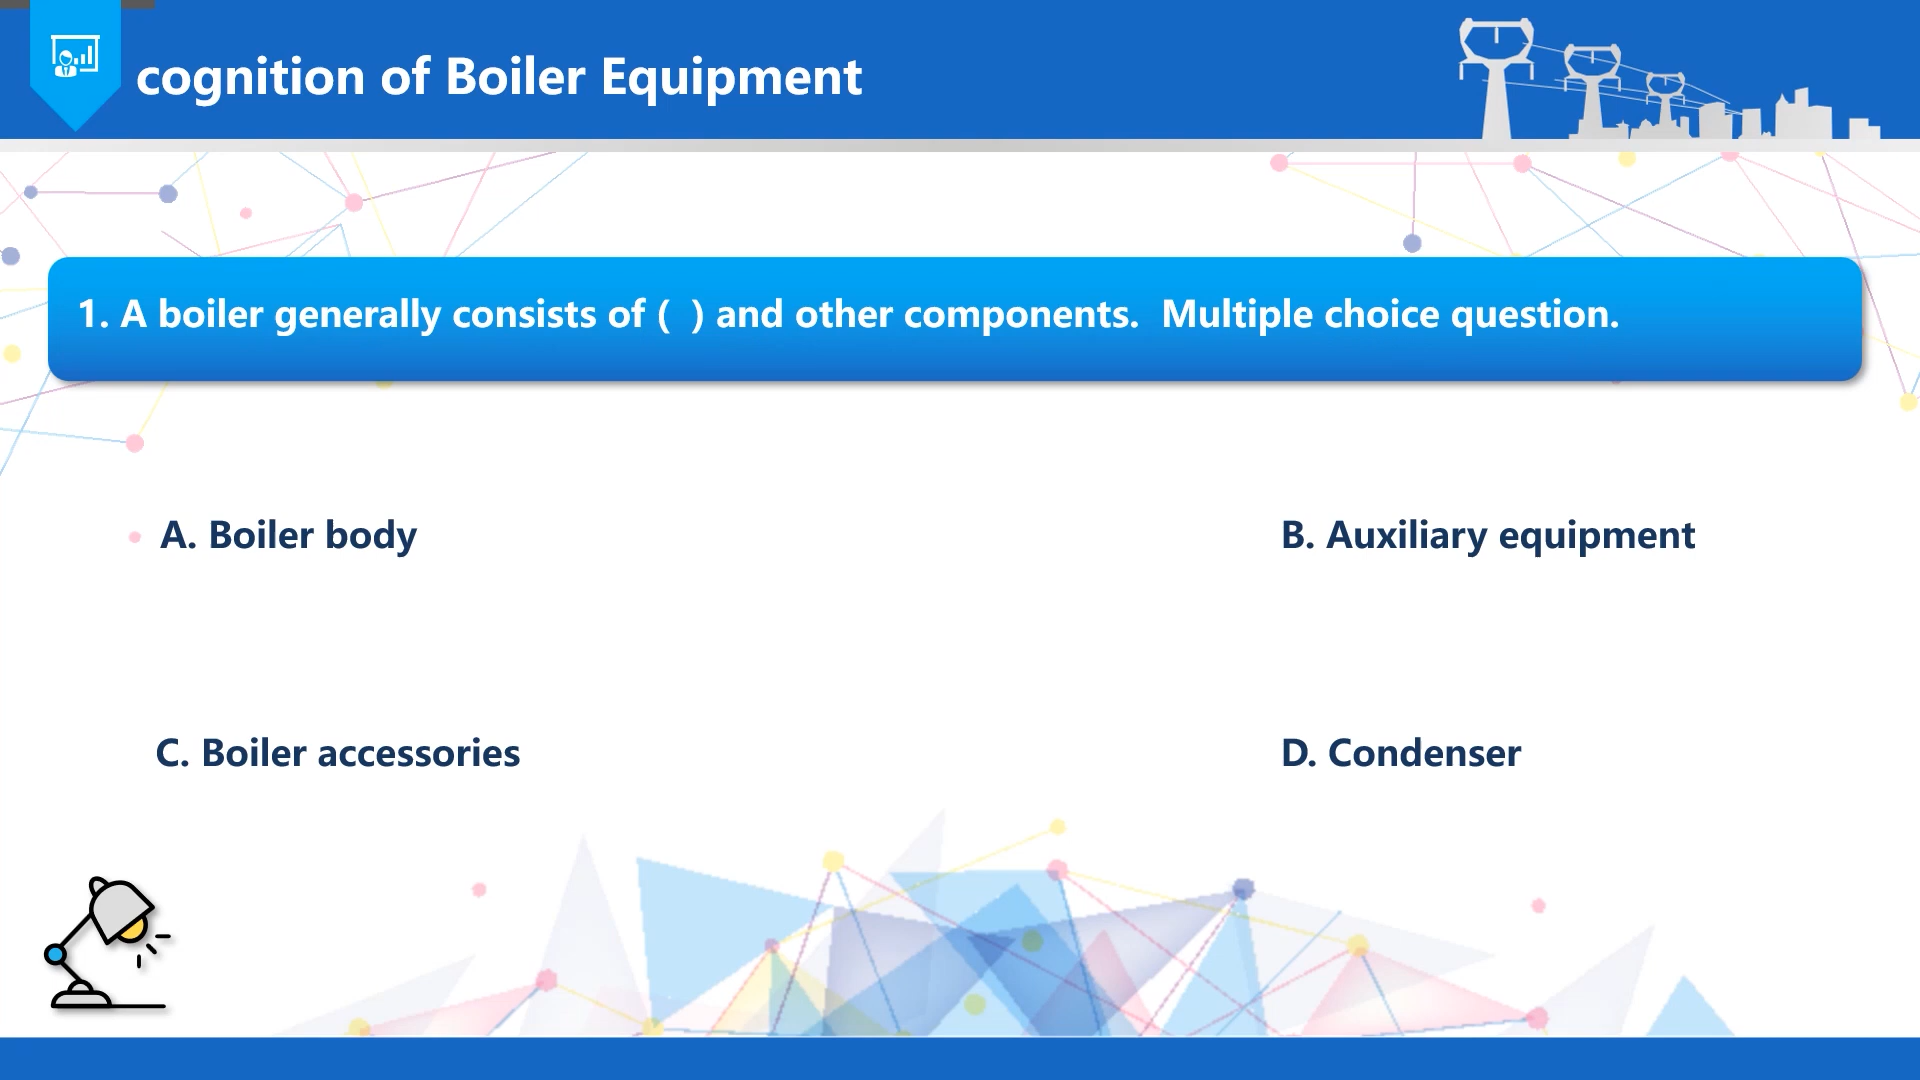 cognition of Boiler Equipment
1. A boiler generally consists of (  ) and other components.  Multiple choice question.
A. Boiler body
B. Auxiliary equipment
C. Boiler accessories
D. Condenser